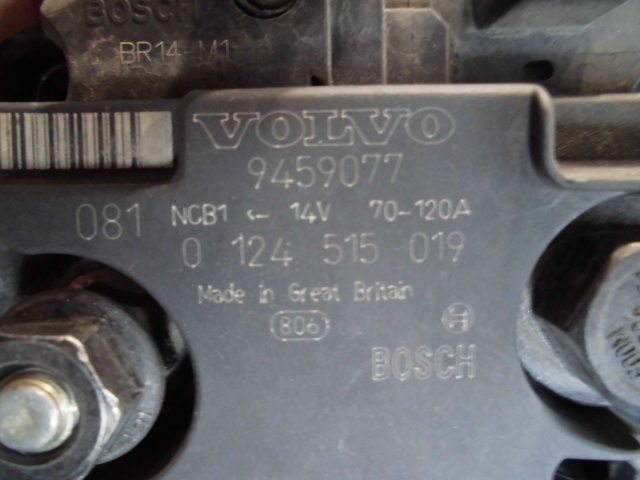 BOSCH
BR14-M1
VOLVO
9459077
081 NCB1 ← 14V 70-120A
0 124 515 019
Made in Great Britain
806
BOSCH